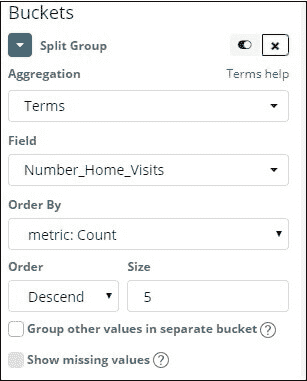 Buckets
Split Group
Aggregation Terms help
Terms
Field
Number_Home_Visits
Order By
metric: Count
Order Size
Descend 5
Group other values in separate bucket ?
Show missing values ?